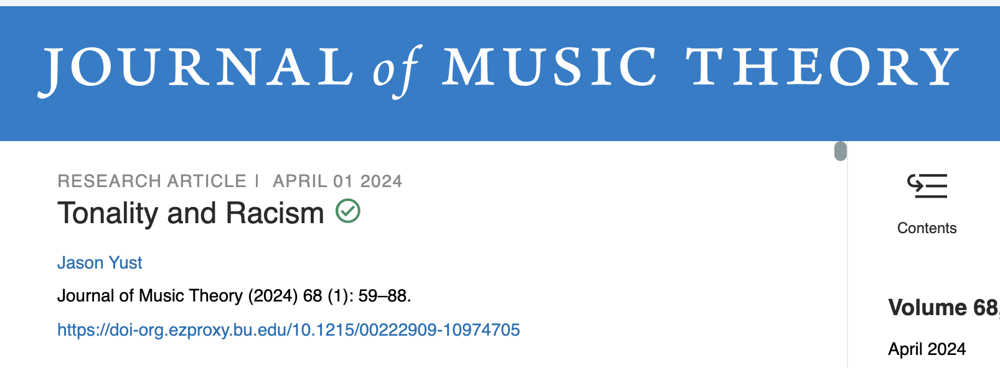 JOURNAL of MUSIC THEORY
RESEARCH ARTICLE | APRIL 01 2024
Tonality and Racism
Jason Yust
Journal of Music Theory (2024) 68 (1): 59–88.
https://doi-org.ezproxy.bu.edu/10.1215/00222909-10974705
Contents
Volume 68,
April 2024